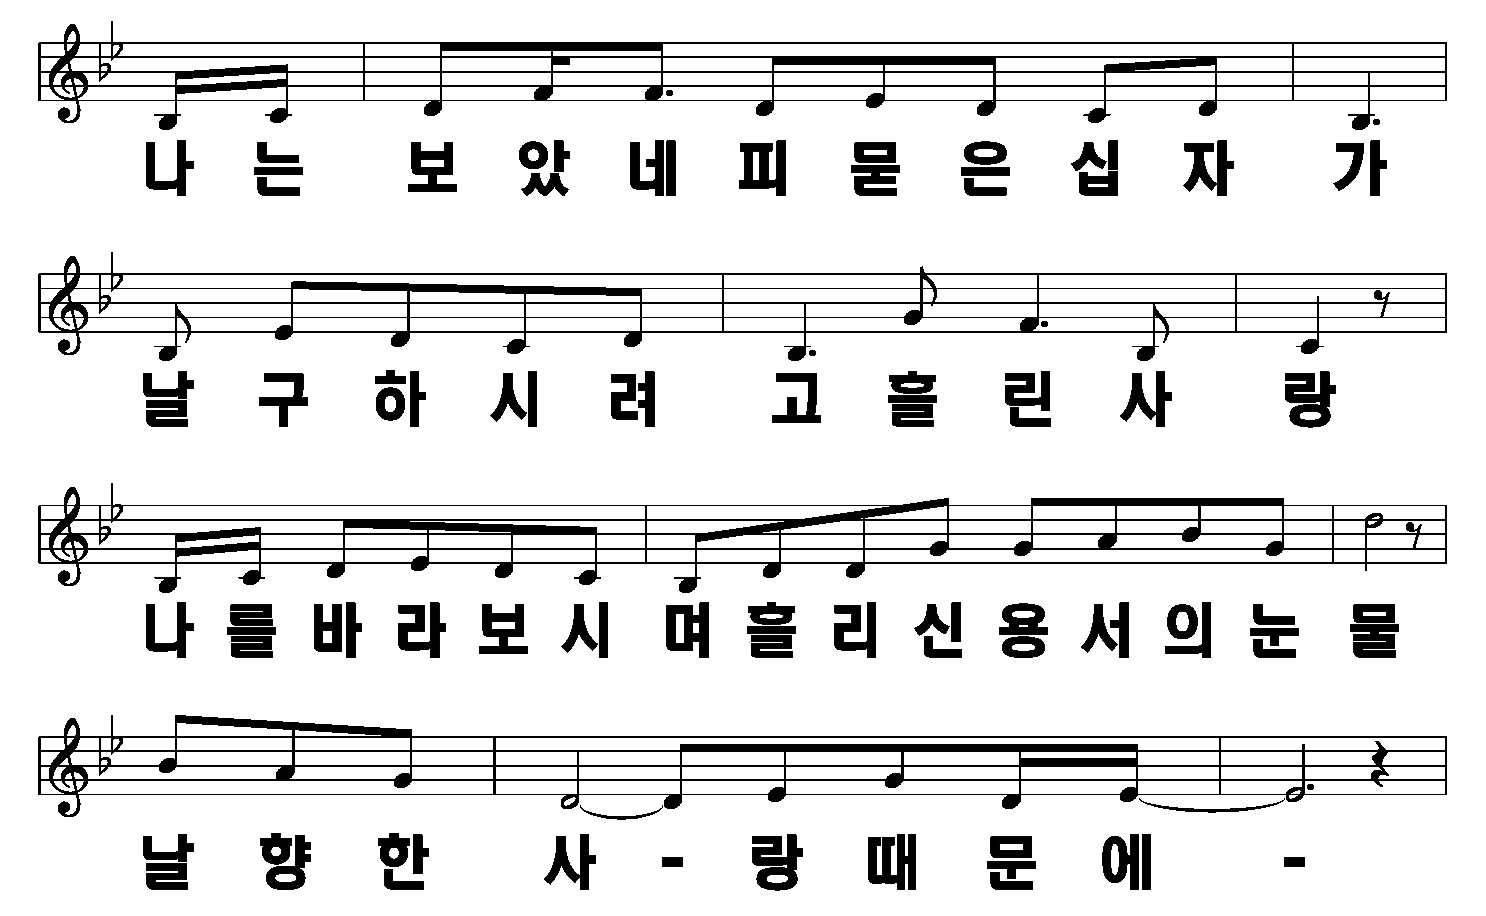 나는 보았네 피묻은 십자가
날 구하시려고 흘린 사랑
나를 바라보시며 흘리신 용서의 눈물
날 향한 사-랑 때문에-